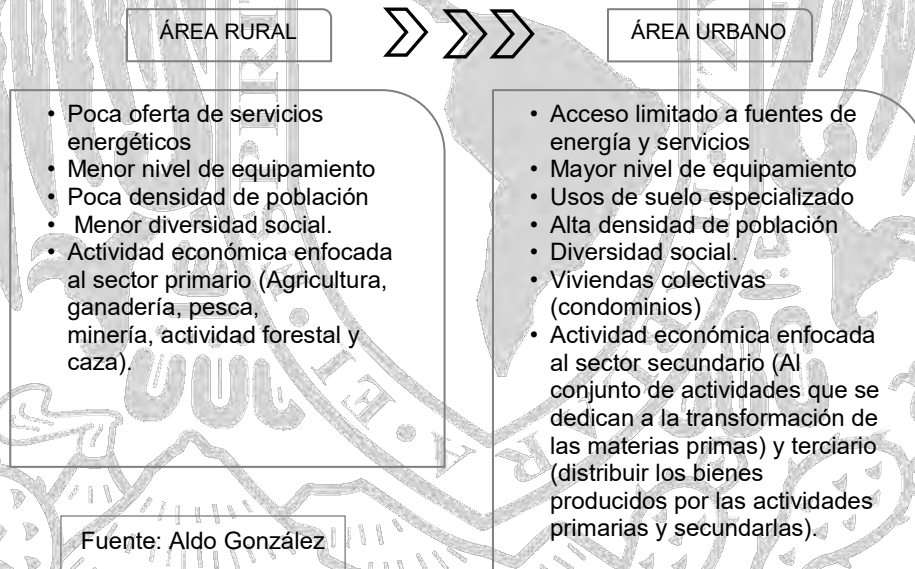 ÁREA RURAL
ÁREA URBANO
• Poca oferta de servicios
energéticos
• Menor nivel de equipamiento
• Poca densidad de población
• Menor diversidad social.
• Actividad económica enfocada
al sector primario (Agricultura,
ganadería, pesca,
minería, actividad forestal y
caza).
• Acceso limitado a fuentes de
energía y servicios
• Mayor nivel de equipamiento
• Usos de suelo especializado
• Alta densidad de población
• Diversidad social.
• Viviendas colectivas
(condominios)
• Actividad económica enfocada
al sector secundario (Al
conjunto de actividades que se
dedican a la transformación de
las materias primas) y terciario
(distribuir los bienes
producidos por las actividades
primarias y secundarlas).
Fuente: Aldo González